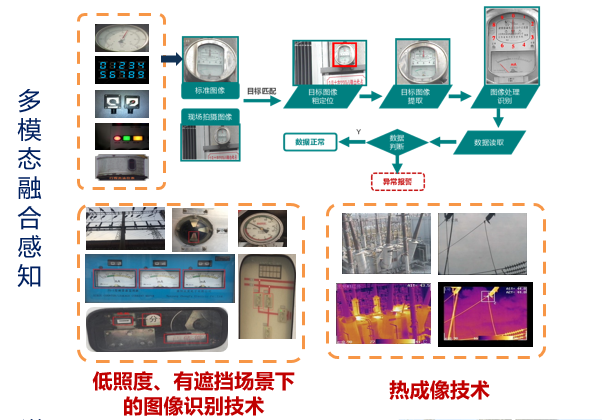 多模态融合感知
标准图像
现场拍摄图像
目标匹配
目标图像
粗定位
目标图像
提取
图像处理
识别
数据读取
数据
判断
Y
数据正常
异常报警
低照度、有遮挡场景下
的图像识别技术
热成像技术